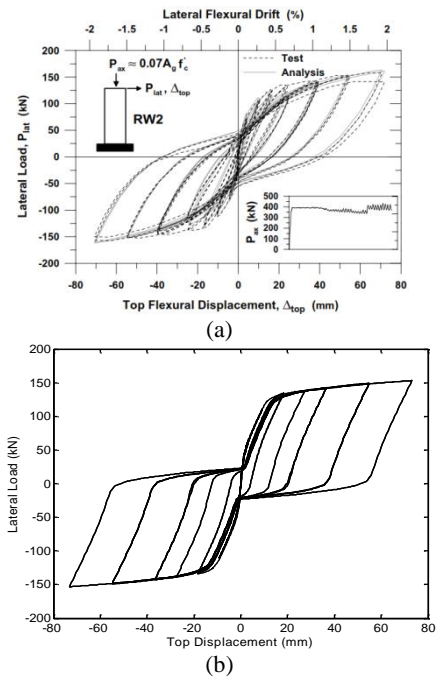 Lateral Flexural Drift (%)
-2 -1.5 -1 -0.5 0 0.5 1 1.5 2
200
150
100
50
0
-50
-100
-150
-200
Lateral Load, Plat (kN)
Pax ≈ 0.07Ag f'c
Plat , Δtop
RW2
Test
Analysis
500
400
300
200
100
0
Pax (kN)
-80 -60 -40 -20 0 20 40 60 80
Top Flexural Displacement, Δtop (mm)
(a)
200
150
100
50
0
-50
-100
-150
-200
Lateral Load (kN)
-80 -60 -40 -20 0 20 40 60 80
Top Displacement (mm)
(b)